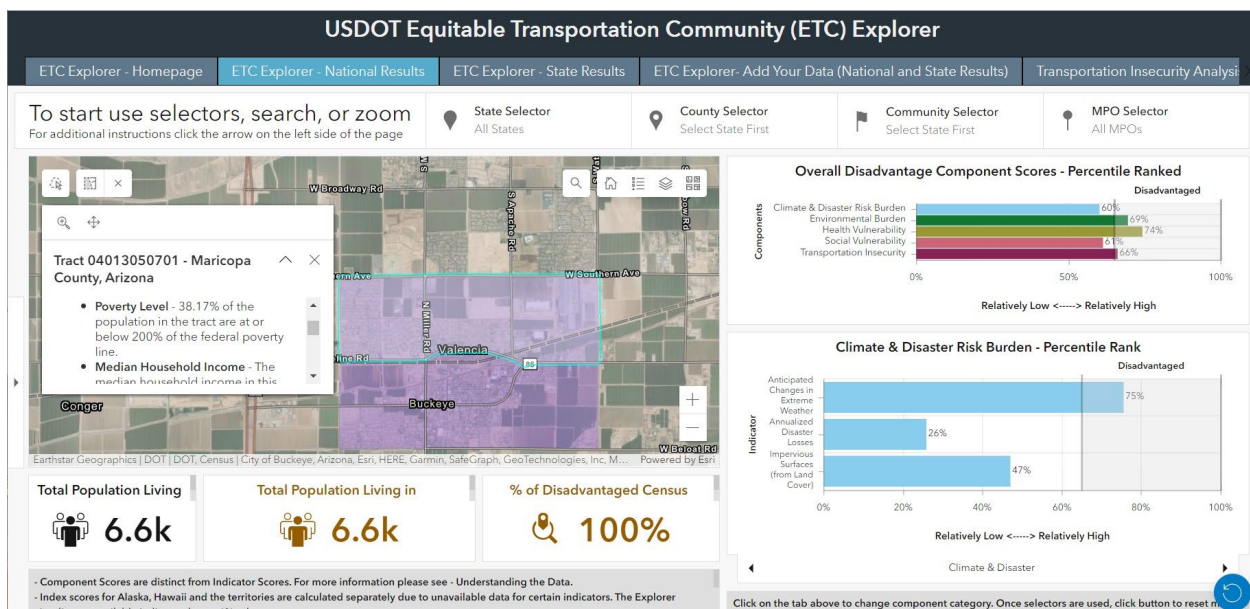 USDOT Equitable Transportation Community (ETC) Explorer
ETC Explorer - Homepage
ETC Explorer - National Results
ETC Explorer - State Results
ETC Explorer- Add Your Data (National and State Results)
Transportation Insecurity Analysi
To start use selectors, search, or zoom
For additional instructions click the arrow on the left side of the page
State Selector
All States
County Selector
Select State First
Community Selector
Select State First
MPO Selector
All MPOs
W Broadway Rd
S Apache Rd
Tract 04013050701 - Maricopa
County, Arizona
• Poverty Level - 38.17% of the
population in the tract are at or
below 200% of the federal poverty
line.
• Median Household Income - The
median household income in this
ern Ave
W Southern Ave
N Miller Rd
Valencia
line Rd
85
Conger
Buckeye
W Beloat Rd
Earthstar Geographics | DOT | DOT, Census | City of Buckeye, Arizona, Esri, HERE, Garmin, SafeGraph, GeoTechnologies, Inc, M...
Powered by Esri
Total Population Living
6.6k
Total Population Living in
6.6k
% of Disadvantaged Census
100%
- Component Scores are distinct from Indicator Scores. For more information please see - Understanding the Data.
- Index scores for Alaska, Hawaii and the territories are calculated separately due to unavailable data for certain indicators. The Explorer
Overall Disadvantage Component Scores - Percentile Ranked
Disadvantaged
Components
Climate & Disaster Risk Burden
60%
Environmental Burden
69%
Health Vulnerability
74%
Social Vulnerability
61%
Transportation Insecurity
66%
0%
50%
100%
Relatively Low <-----> Relatively High
Climate & Disaster Risk Burden - Percentile Rank
Disadvantaged
Indicator
Anticipated
Changes in
Extreme
Weather
75%
Annualized
Disaster
Losses
26%
Impervious
Surfaces
(from Land
Cover)
47%
0%
20%
40%
60%
80%
100%
Relatively Low <-----> Relatively High
Climate & Disaster
Click on the tab above to change component category. Once selectors are used, click button to reset